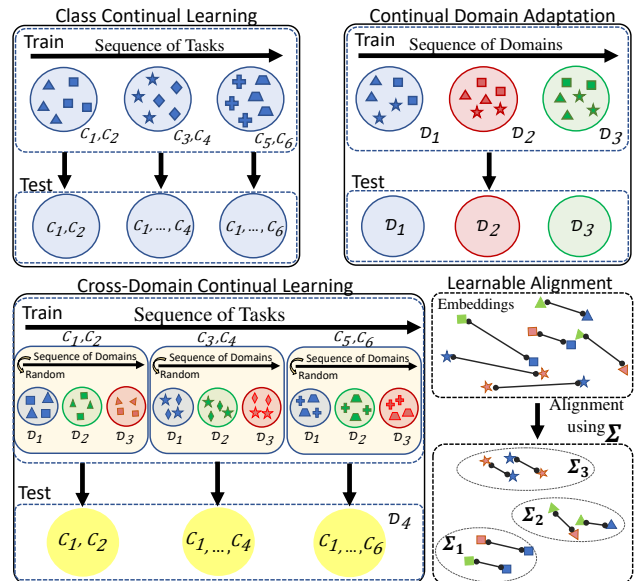 Class Continual Learning
Train
Sequence of Tasks
C1,C2
C3,C4
C5,C6
Test
C1,C2
C1,...,C4
C1,...,C6
Continual Domain Adaptation
Train
Sequence of Domains
D1
D2
D3
Test
D1
D2
D3
Cross-Domain Continual Learning
Train
Sequence of Tasks
C1,C2
C3,C4
C5,C6
Sequence of Domains
Random
D1
D2
D3
Sequence of Domains
Random
D1
D2
D3
Sequence of Domains
Random
D1
D2
D3
Test
D4
C1, C2
C1,...,C4
C1,...,C6
Learnable Alignment
Embeddings
Alignment
using Σ
Σ3
Σ2
Σ1